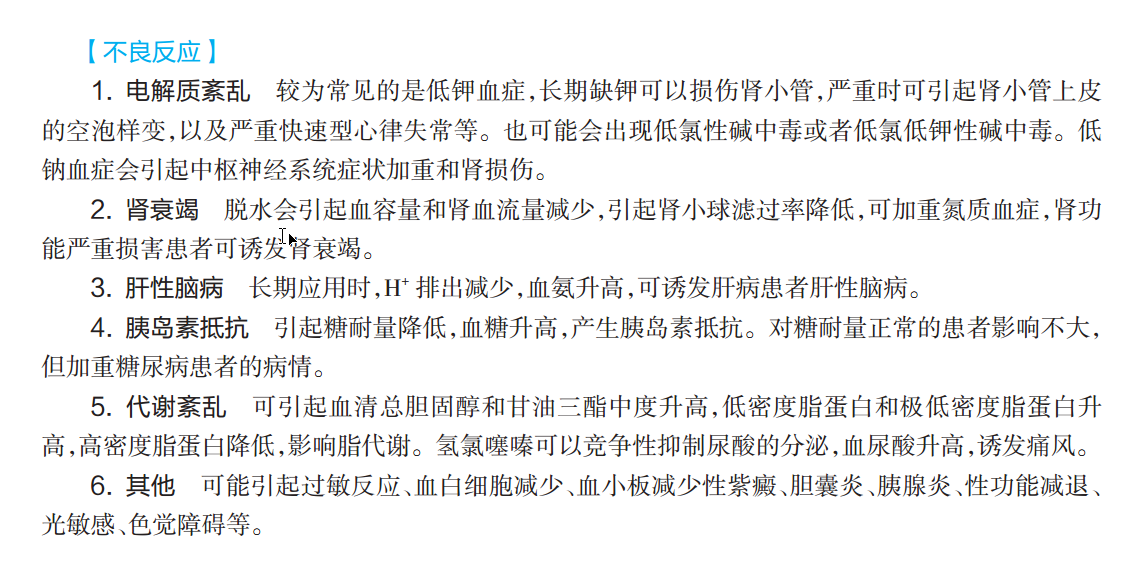 【不良反应】
1. 电解质紊乱　较为常见的是低钾血症,长期缺钾可以损伤肾小管,严重时可引起肾小管上皮
的空泡样变,以及严重快速型心律失常等。也可能会出现低氯性碱中毒或者低氯低钾性碱中毒。低
钠血症会引起中枢神经系统症状加重和肾损伤。
2. 肾衰竭　脱水会引起血容量和肾血流量减少,引起肾小球滤过率降低,可加重氮质血症,肾功
能严重损害患者可诱发肾衰竭。
3. 肝性脑病　长期应用时,H⁺ 排出减少,血氨升高,可诱发肝病患者肝性脑病。
4. 胰岛素抵抗　引起糖耐量降低,血糖升高,产生胰岛素抵抗。对糖耐量正常的患者影响不大,
但加重糖尿病患者的病情。
5. 代谢紊乱　可引起血清总胆固醇和甘油三酯中度升高,低密度脂蛋白和极低密度脂蛋白升
高,高密度脂蛋白降低,影响脂代谢。氢氯噻嗪可以竞争性抑制尿酸的分泌,血尿酸升高,诱发痛风。
6. 其他　可能引起过敏反应、血白细胞减少、血小板减少性紫癜、胆囊炎、胰腺炎、性功能减退、
光敏感、色觉障碍等。